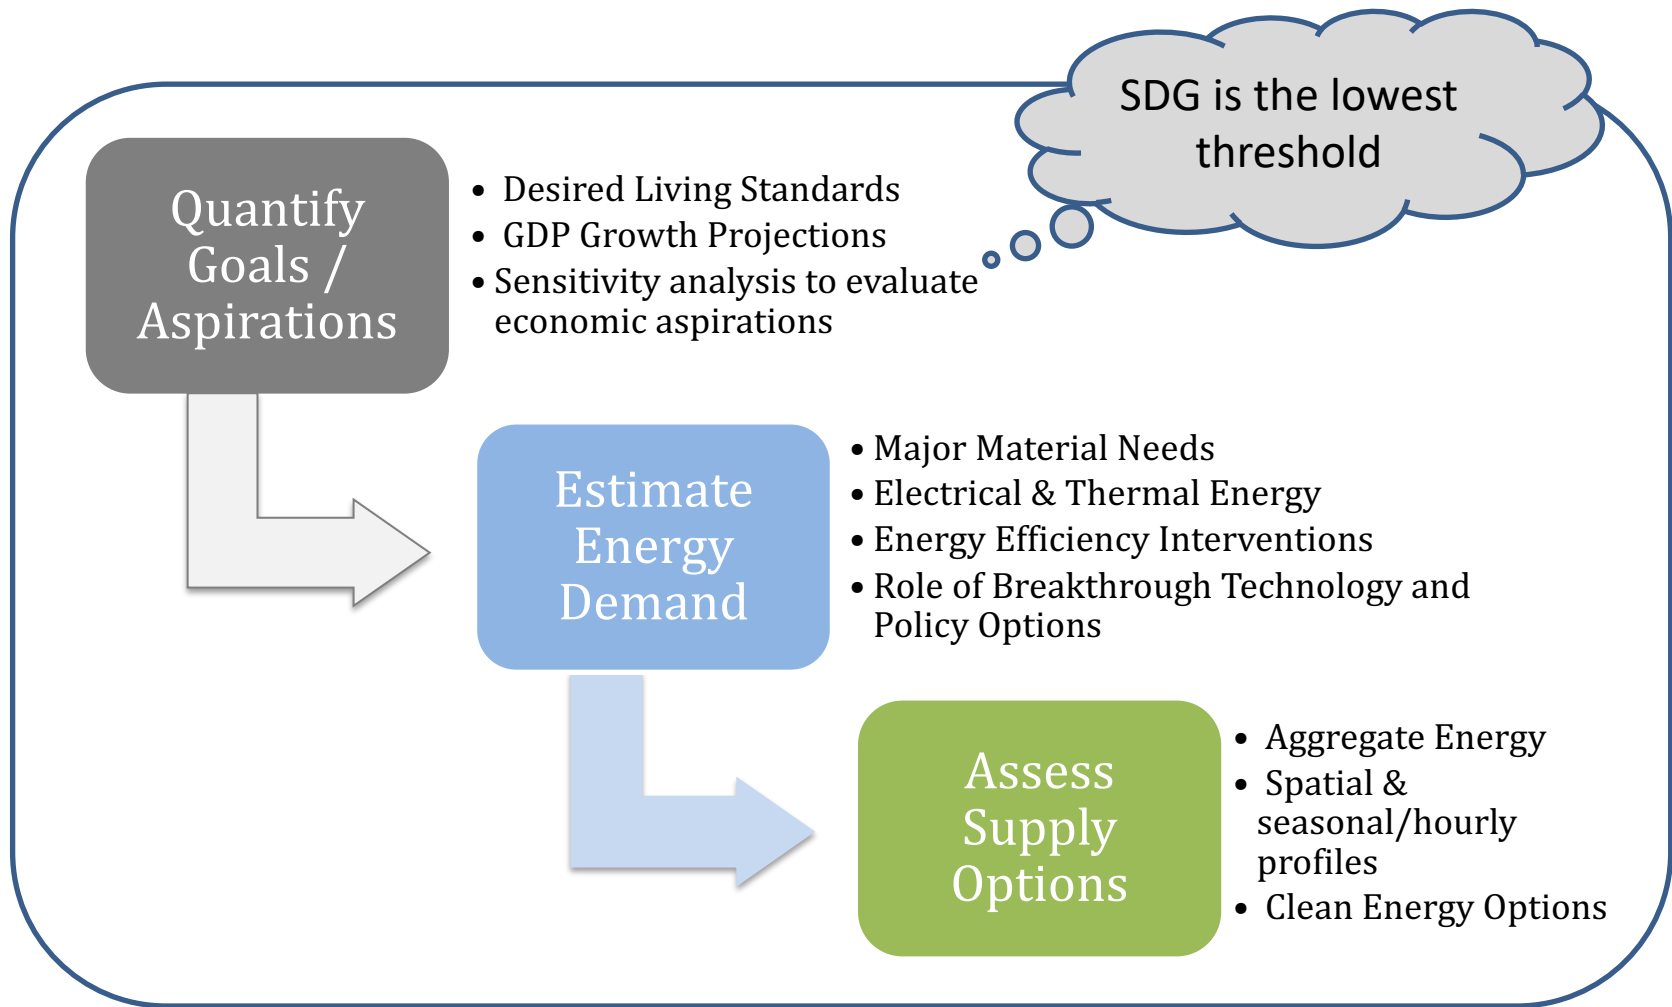 SDG is the lowest
threshold
Quantify
Goals /
Aspirations
• Desired Living Standards
• GDP Growth Projections
• Sensitivity analysis to evaluate
economic aspirations
Estimate
Energy
Demand
• Major Material Needs
• Electrical & Thermal Energy
• Energy Efficiency Interventions
• Role of Breakthrough Technology and
Policy Options
Assess
Supply
Options
• Aggregate Energy
• Spatial &
seasonal/hourly
profiles
• Clean Energy Options